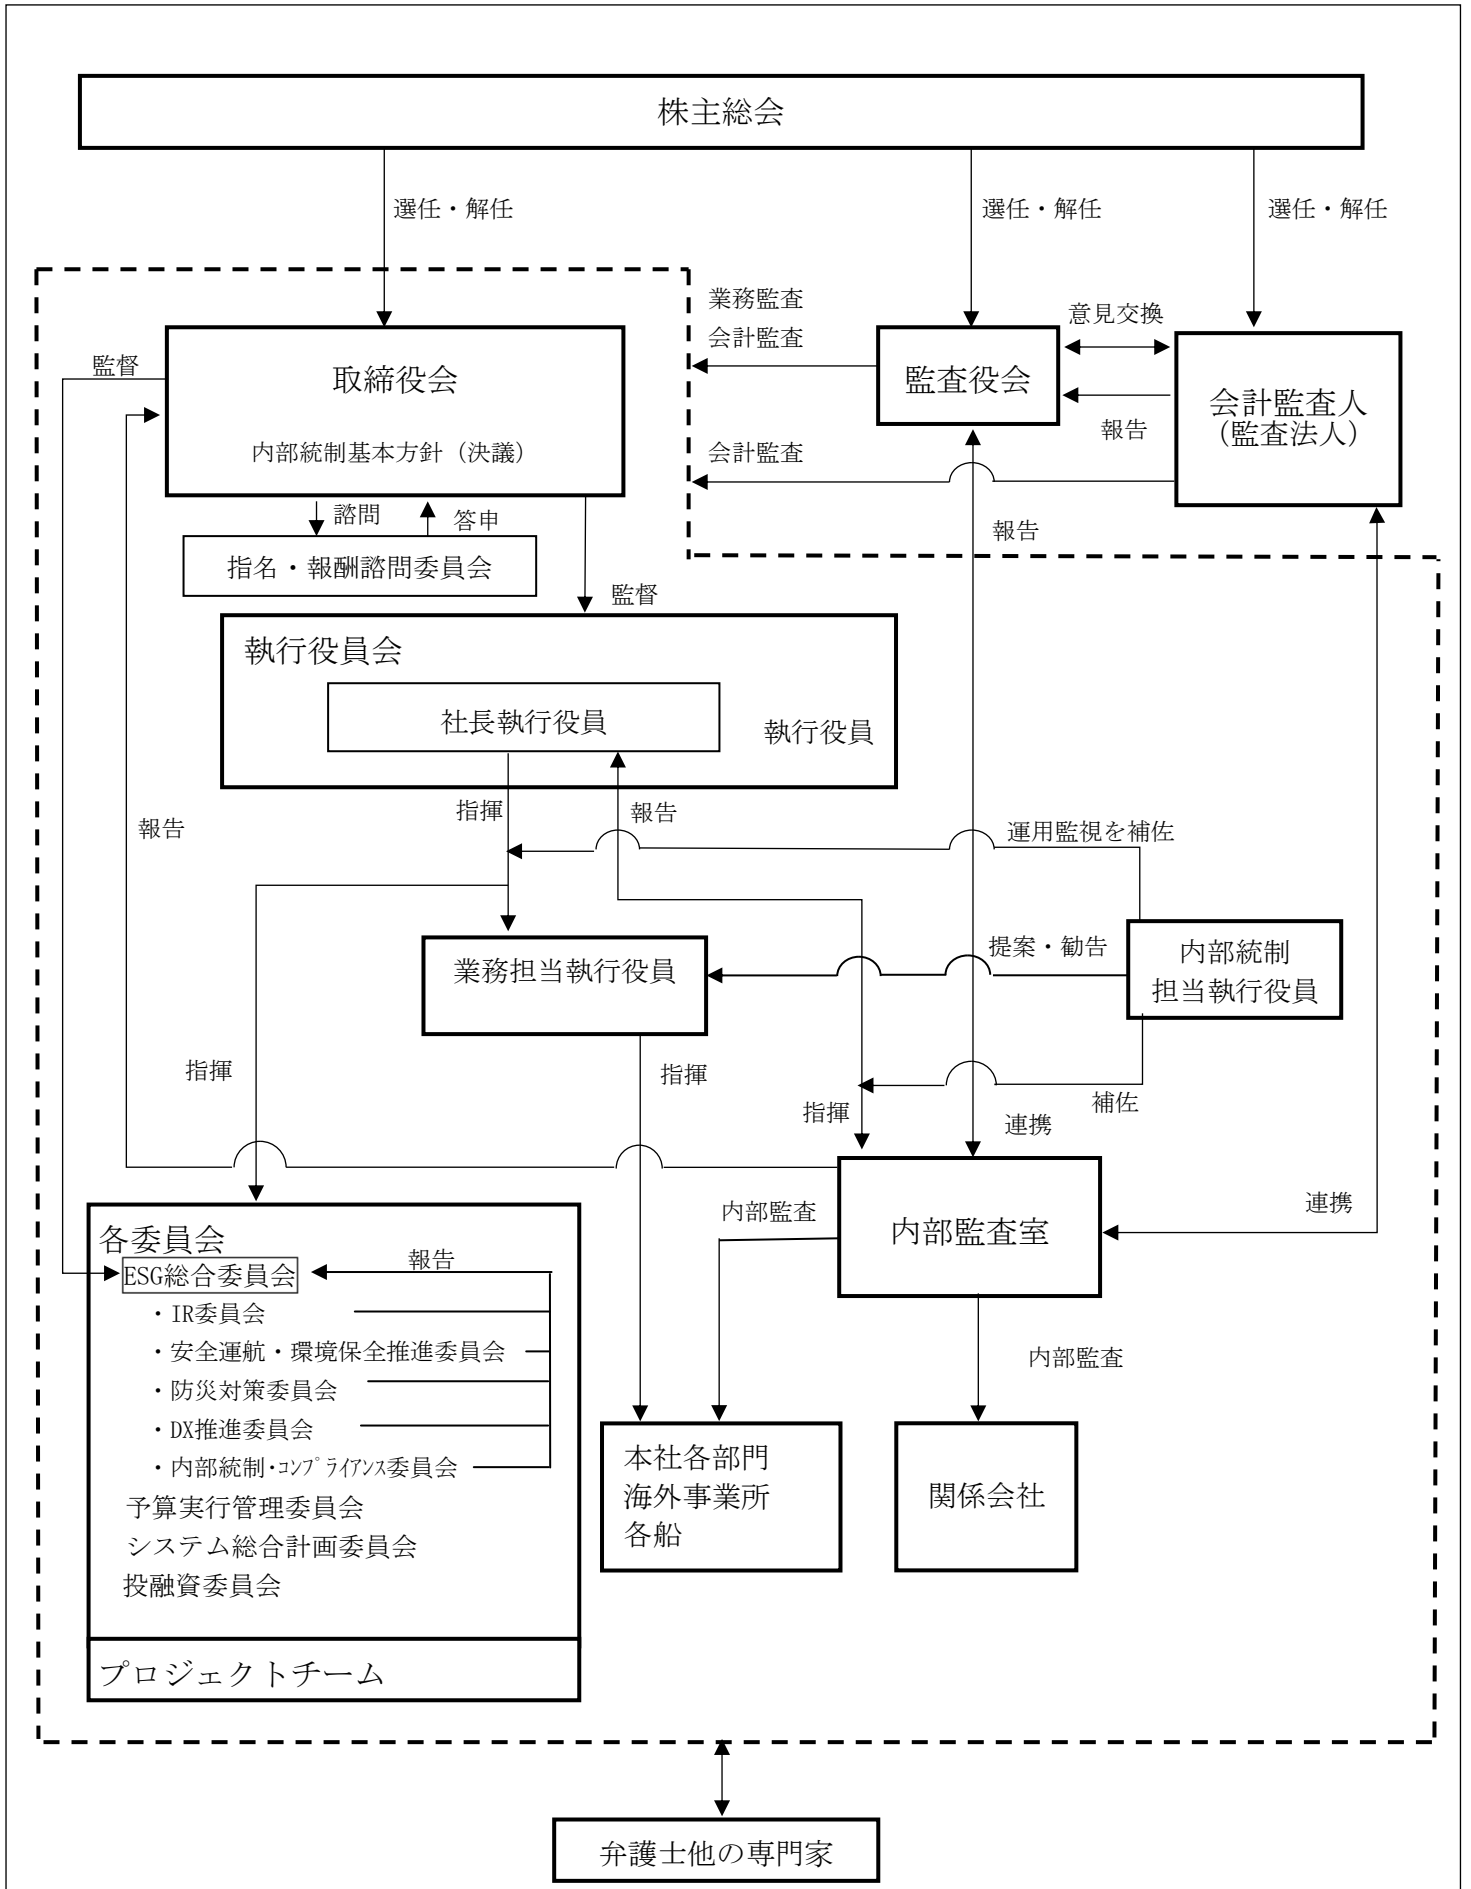 株主総会
選任・解任
選任・解任
選任・解任
業務監査
会計監査
意見交換
監督
取締役会
監査役会
会計監査人
（監査法人）
報告
内部統制基本方針（決議）
会計監査
諮問
答申
報告
指名・報酬諮問委員会
監督
執行役員会
社長執行役員
執行役員
指揮
報告
報告
運用監視を補佐
業務担当執行役員
提案・勧告
内部統制
担当執行役員
指揮
指揮
指揮
補佐
連携
連携
内部監査
内部監査室
各委員会
報告
ESG総合委員会
・IR委員会
・安全運航・環境保全推進委員会
内部監査
・防災対策委員会
・DX推進委員会
・内部統制･ｺﾝﾌﾟﾗｲｱﾝｽ委員会
本社各部門
海外事業所
各船
関係会社
予算実行管理委員会
システム総合計画委員会
投融資委員会
プロジェクトチーム
弁護士他の専門家